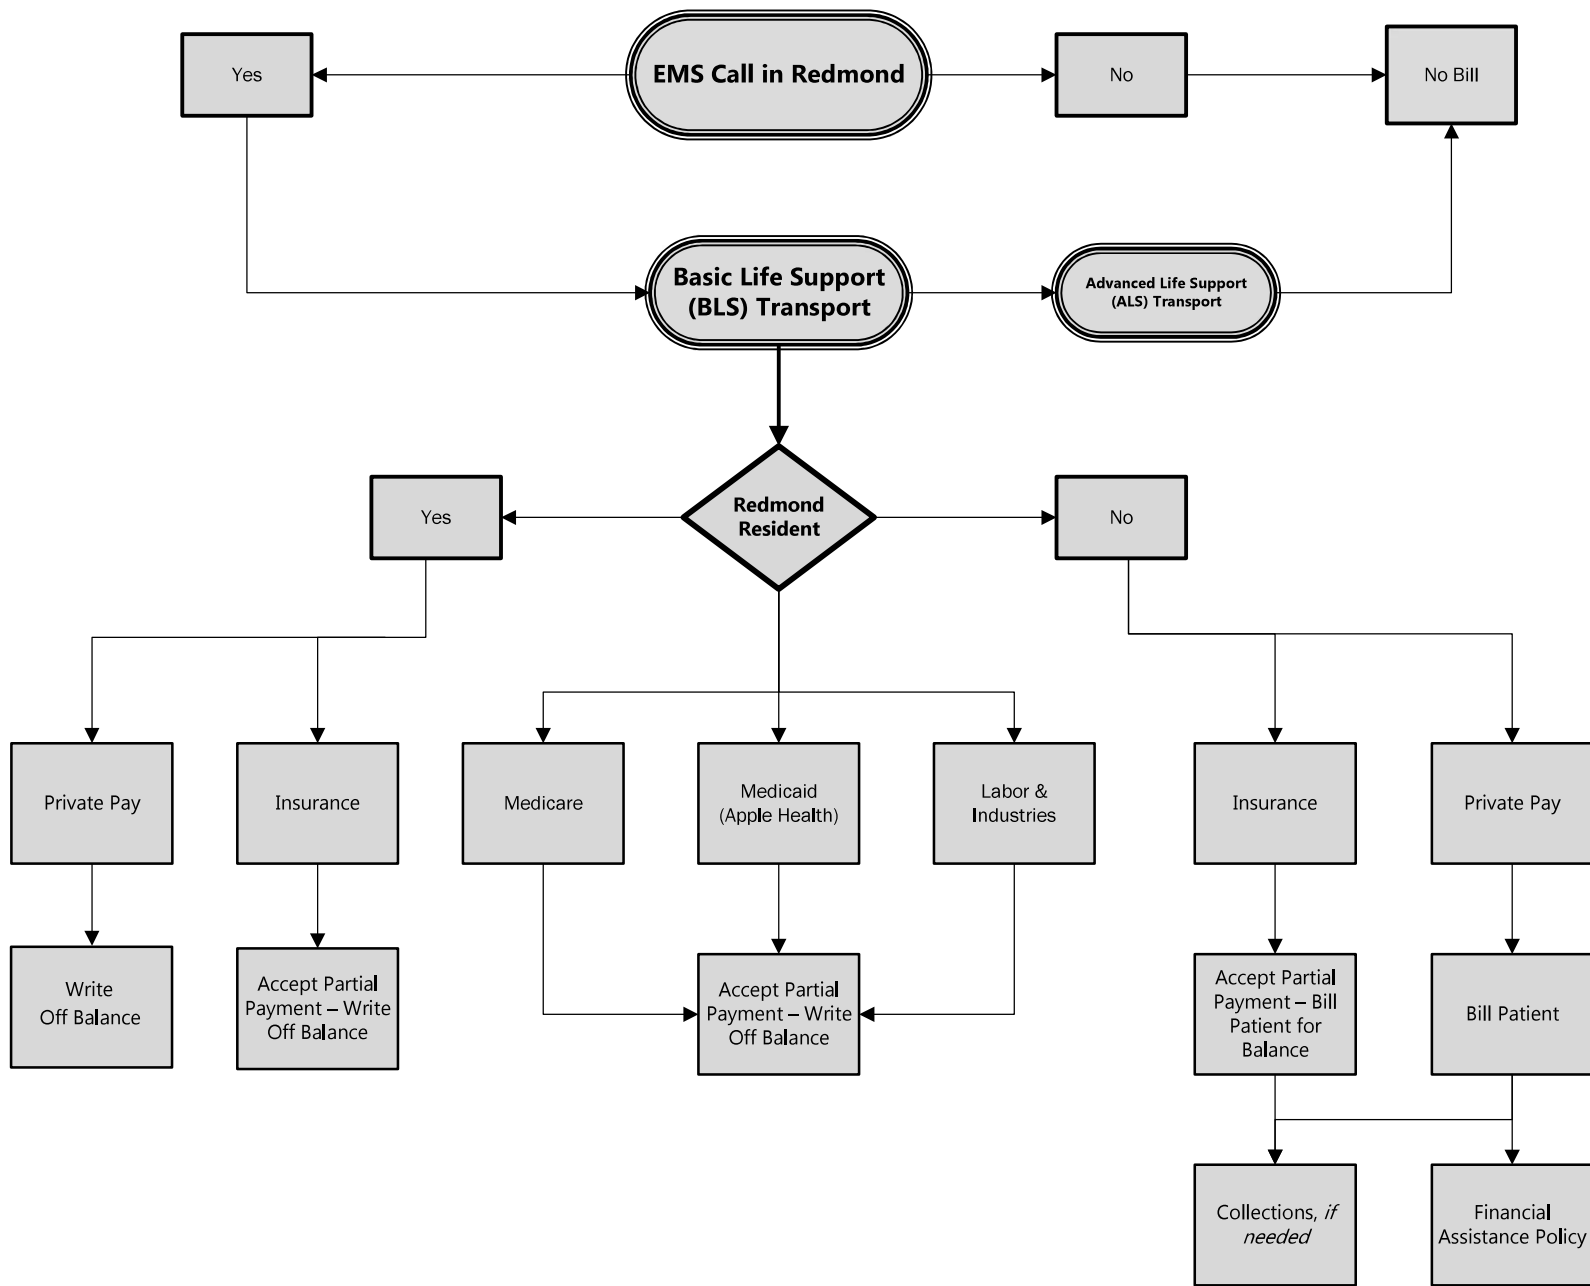 Yes
EMS Call in Redmond
No
No Bill
Basic Life Support
(BLS) Transport
Advanced Life Support
(ALS) Transport
Yes
Redmond
Resident
No
Private Pay
Insurance
Medicare
Medicaid
(Apple Health)
Labor &
Industries
Insurance
Private Pay
Write
Off Balance
Accept Partial
Payment – Write
Off Balance
Accept Partial
Payment – Write
Off Balance
Accept Partial
Payment – Bill
Patient for
Balance
Bill Patient
Collections, if
needed
Financial
Assistance Policy